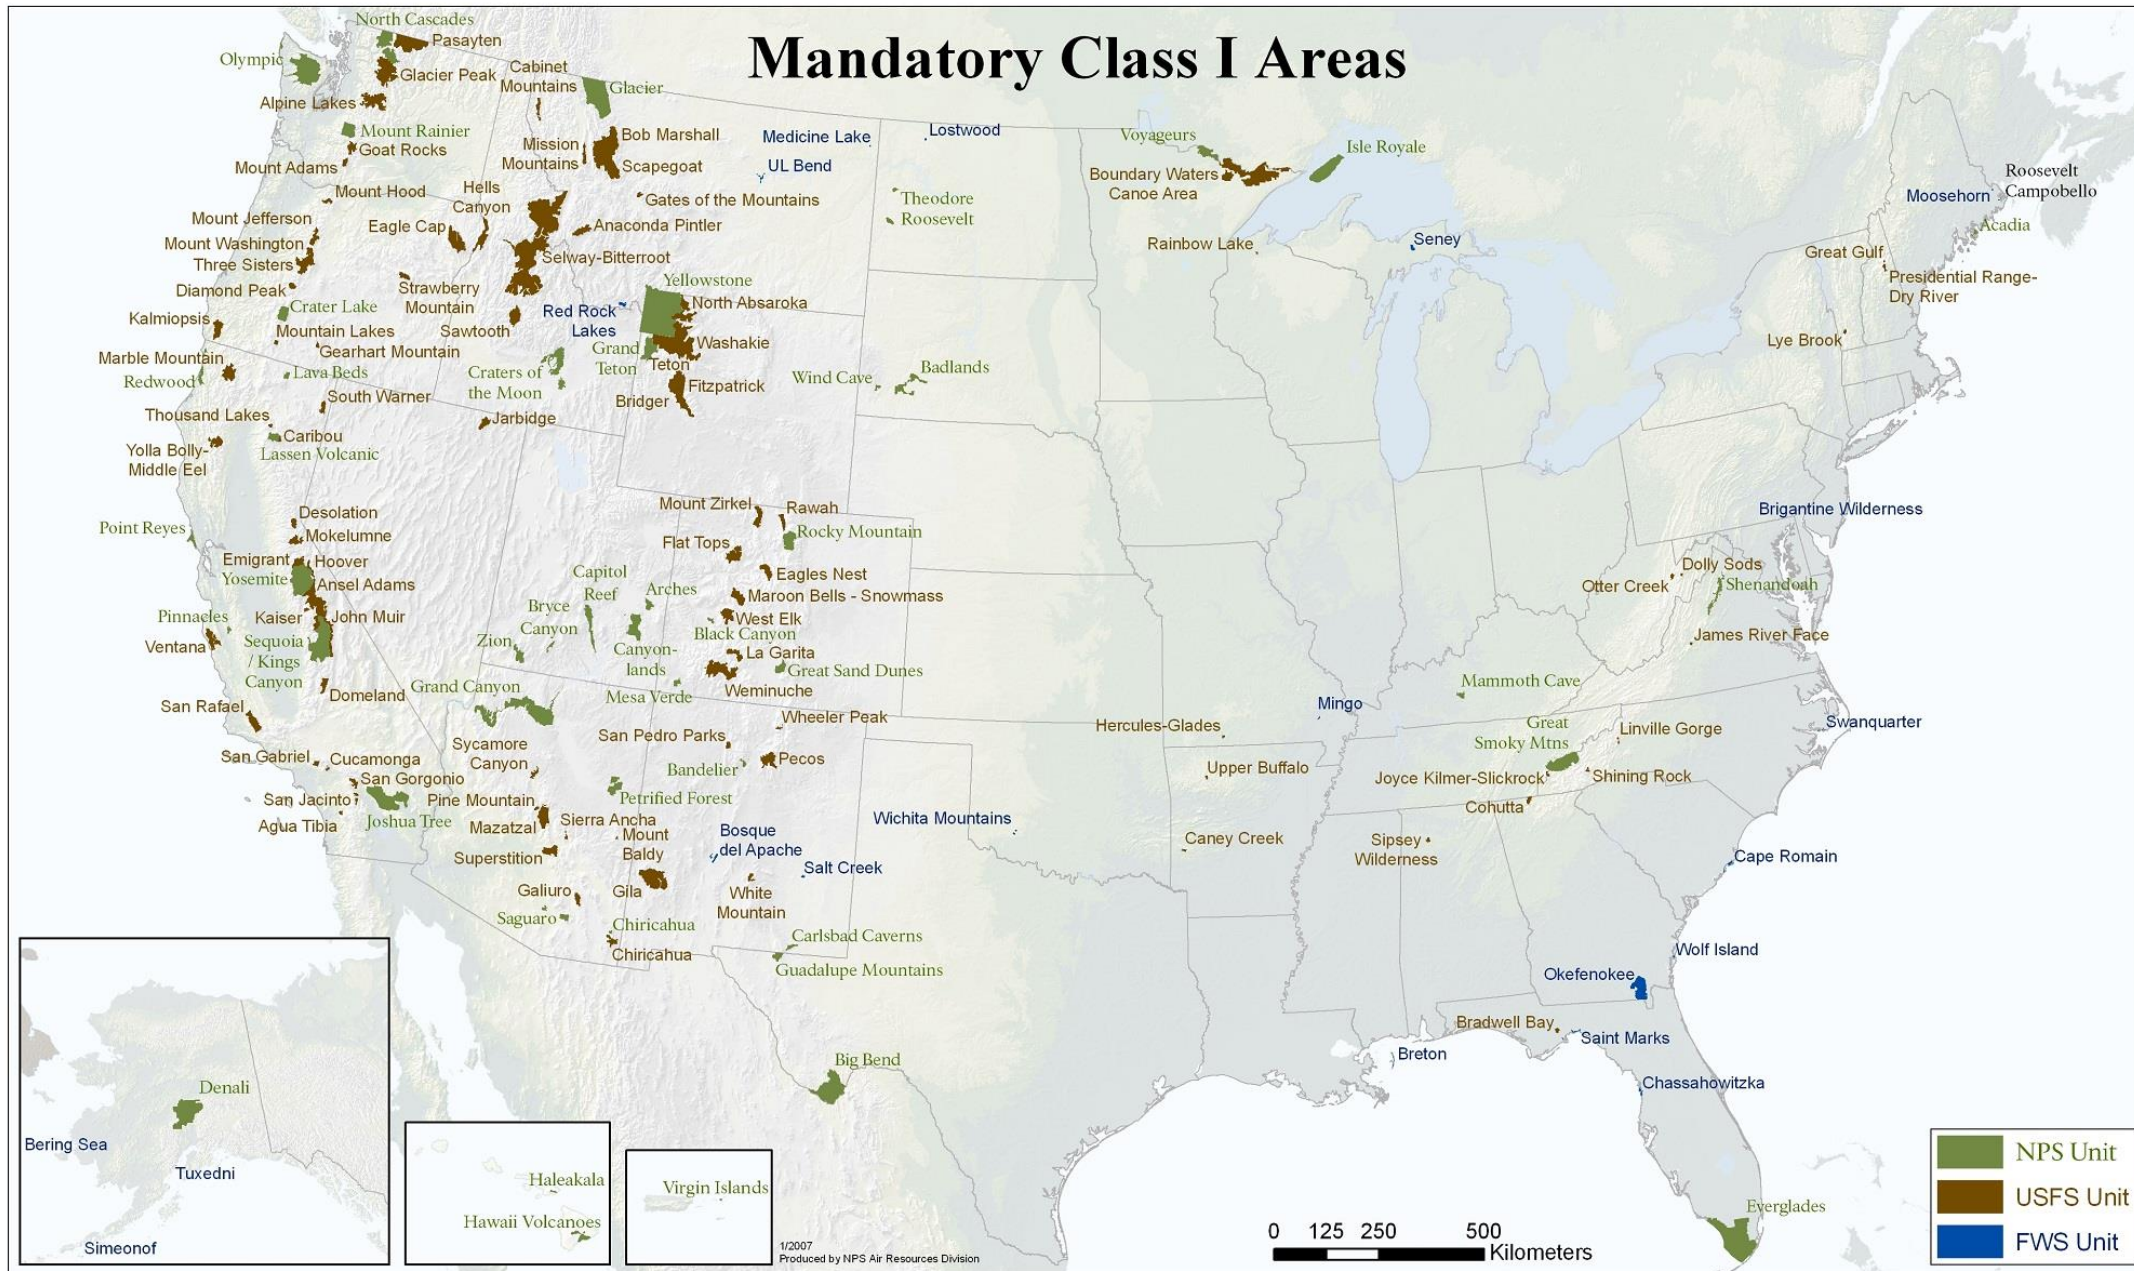 Mandatory Class I Areas
North Cascades
Pasayten
Olympic
Glacier Peak
Cabinet
Mountains
Glacier
Alpine Lakes
Mount Rainier
Goat Rocks
Mount Adams
Mission
Mountains
Bob Marshall
Scapegoat
Medicine Lake
Lostwood
UL Bend
Voyageurs
Isle Royale
Boundary Waters
Canoe Area
Roosevelt
Campobello
Moosehorn
Acadia
Mount Hood
Hells
Canyon
Gates of the Mountains
Theodore
Roosevelt
Mount Jefferson
Eagle Cap
Anaconda Pintler
Mount Washington
Three Sisters
Selway-Bitterroot
Rainbow Lake
Seney
Great Gulf
Presidential Range-
Dry River
Diamond Peak
Strawberry
Mountain
Yellowstone
North Absaroka
Crater Lake
Kalmiopsis
Red Rock
Lakes
Mountain Lakes
Sawtooth
Gearhart Mountain
Washakie
Lye Brook
Marble Mountain
Grand
Teton
Teton
Redwood
Lava Beds
Craters of
the Moon
Fitzpatrick
Bridger
Wind Cave
Badlands
South Warner
Thousand Lakes
Jarbidge
Caribou
Lassen Volcanic
Yolla Bolly-
Middle Eel
Mount Zirkel
Rawah
Brigantine Wilderness
Desolation
Point Reyes
Mokelumne
Rocky Mountain
Flat Tops
Emigrant
Hoover
Yosemite
Ansel Adams
Capitol
Reef
Arches
Eagles Nest
Maroon Bells - Snowmass
Dolly Sods
Otter Creek
Shenandoah
Pinnacles
Kaiser
John Muir
Bryce
Canyon
West Elk
Black Canyon
Ventana
Sequoia
/ Kings
Canyon
Zion
Canyon-
lands
La Garita
Great Sand Dunes
James River Face
Domeland
Grand Canyon
Mesa Verde
Weminuche
Mammoth Cave
San Rafael
Wheeler Peak
Mingo
Hercules-Glades
Great
Smoky Mtns
Linville Gorge
Swanquarter
San Pedro Parks
Sycamore
Canyon
San Gabriel
Cucamonga
Pecos
Bandelier
San Gorgonio
Upper Buffalo
Joyce Kilmer-Slickrock
Shining Rock
San Jacinto
Pine Mountain
Petrified Forest
Cohutta
Agua Tibia
Joshua Tree
Mazatzal
Sierra Ancha
Wichita Mountains
Mount
Baldy
Bosque
del Apache
Caney Creek
Sipsey
Wilderness
Superstition
Salt Creek
Cape Romain
Galiuro
Gila
White
Mountain
Saguaro
Chiricahua
Chiricahua
Carlsbad Caverns
Guadalupe Mountains
Wolf Island
Okefenokee
Bradwell Bay
Saint Marks
Breton
Big Bend
Chassahowitzka
Denali
Bering Sea
Tuxedni
Simeonof
Haleakala
Hawaii Volcanoes
Virgin Islands
Everglades
1/2007
Produced by NPS Air Resources Division
0 125 250 500
Kilometers
NPS Unit
USFS Unit
FWS Unit